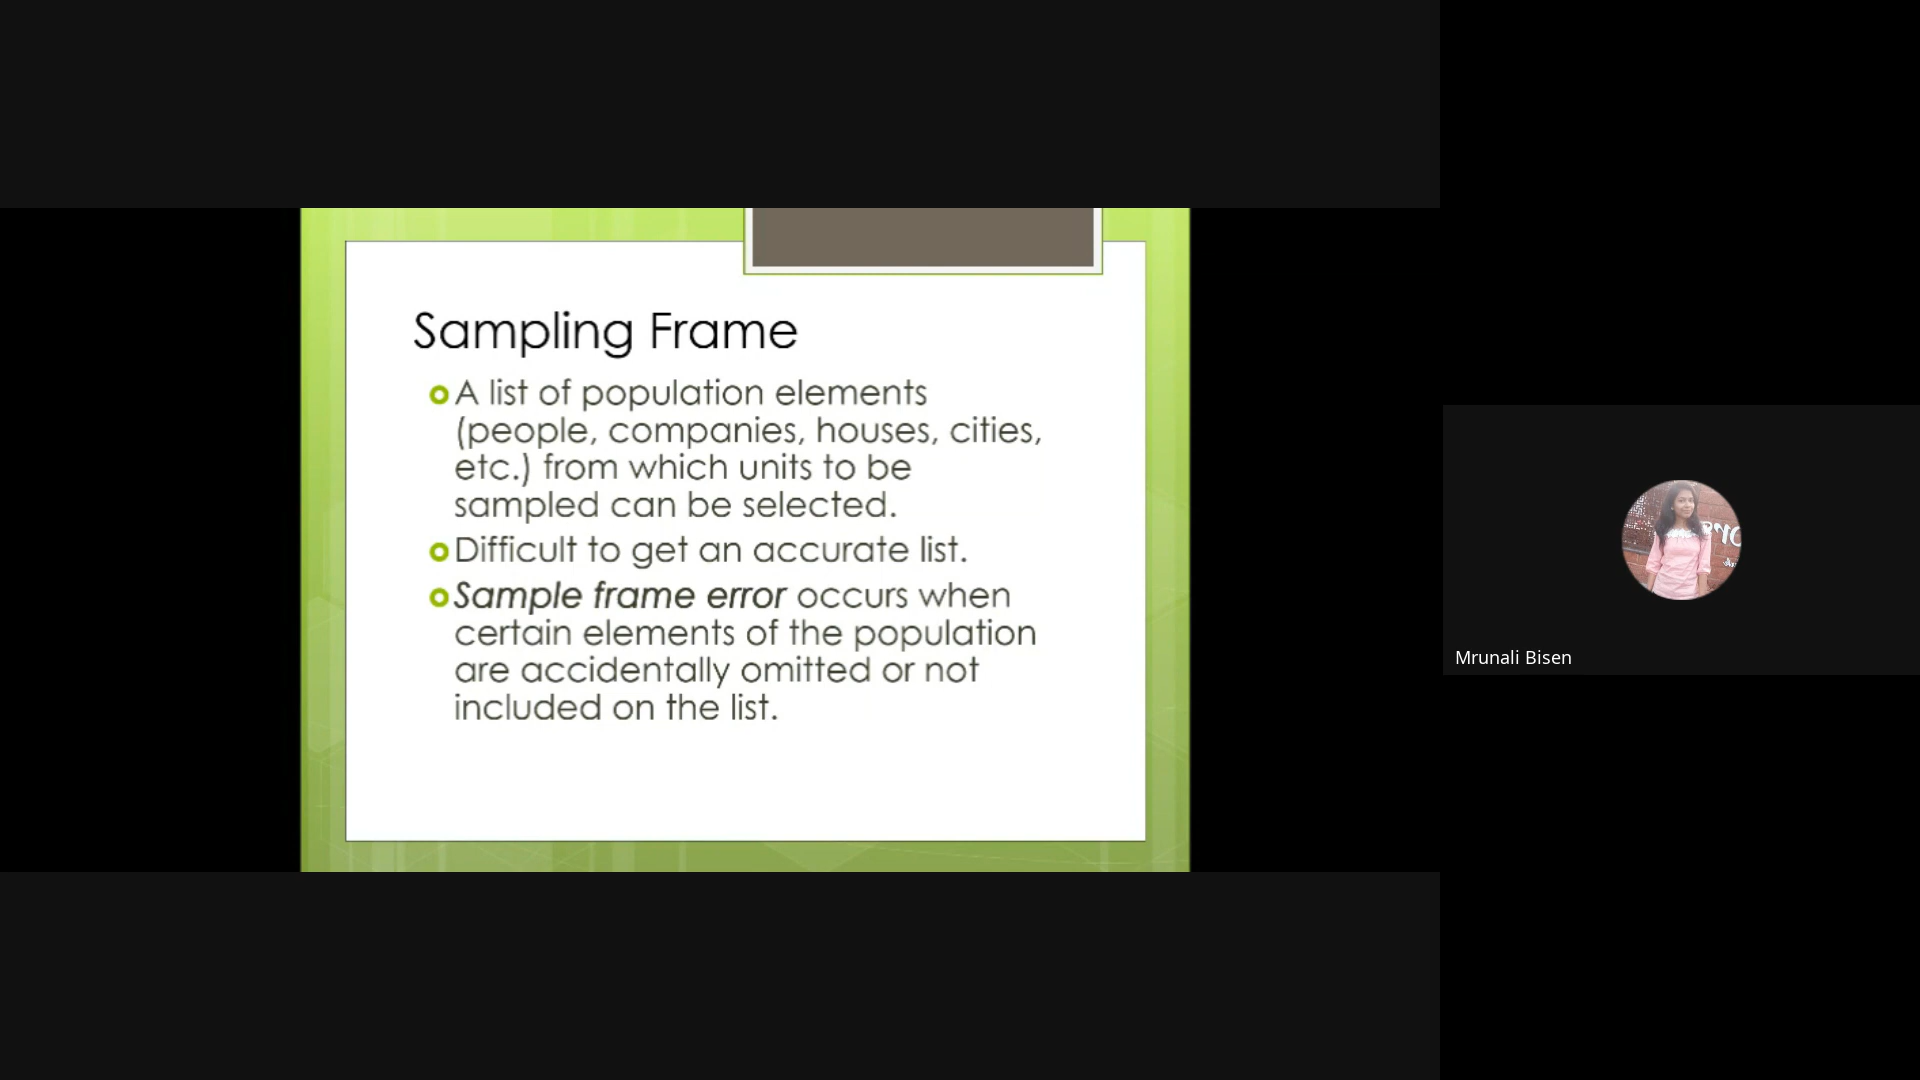 Sampling Frame
A list of population elements
(people, companies, houses, cities,
etc.) from which units to be
sampled can be selected.
Difficult to get an accurate list.
Sample frame error occurs when
certain elements of the population
are accidentally omitted or not
included on the list.
Mrunali Bisen